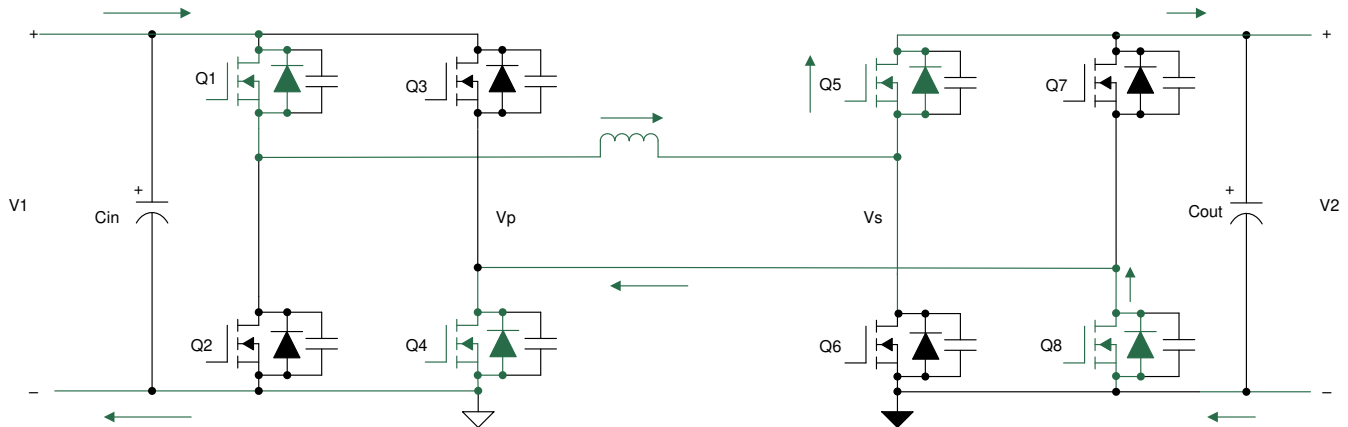 +
+
Q1
Q3
Q5
Q7
+
+
V1
Cin
Vp
Vs
Cout
V2
Q2
Q4
Q6
Q8
–
–